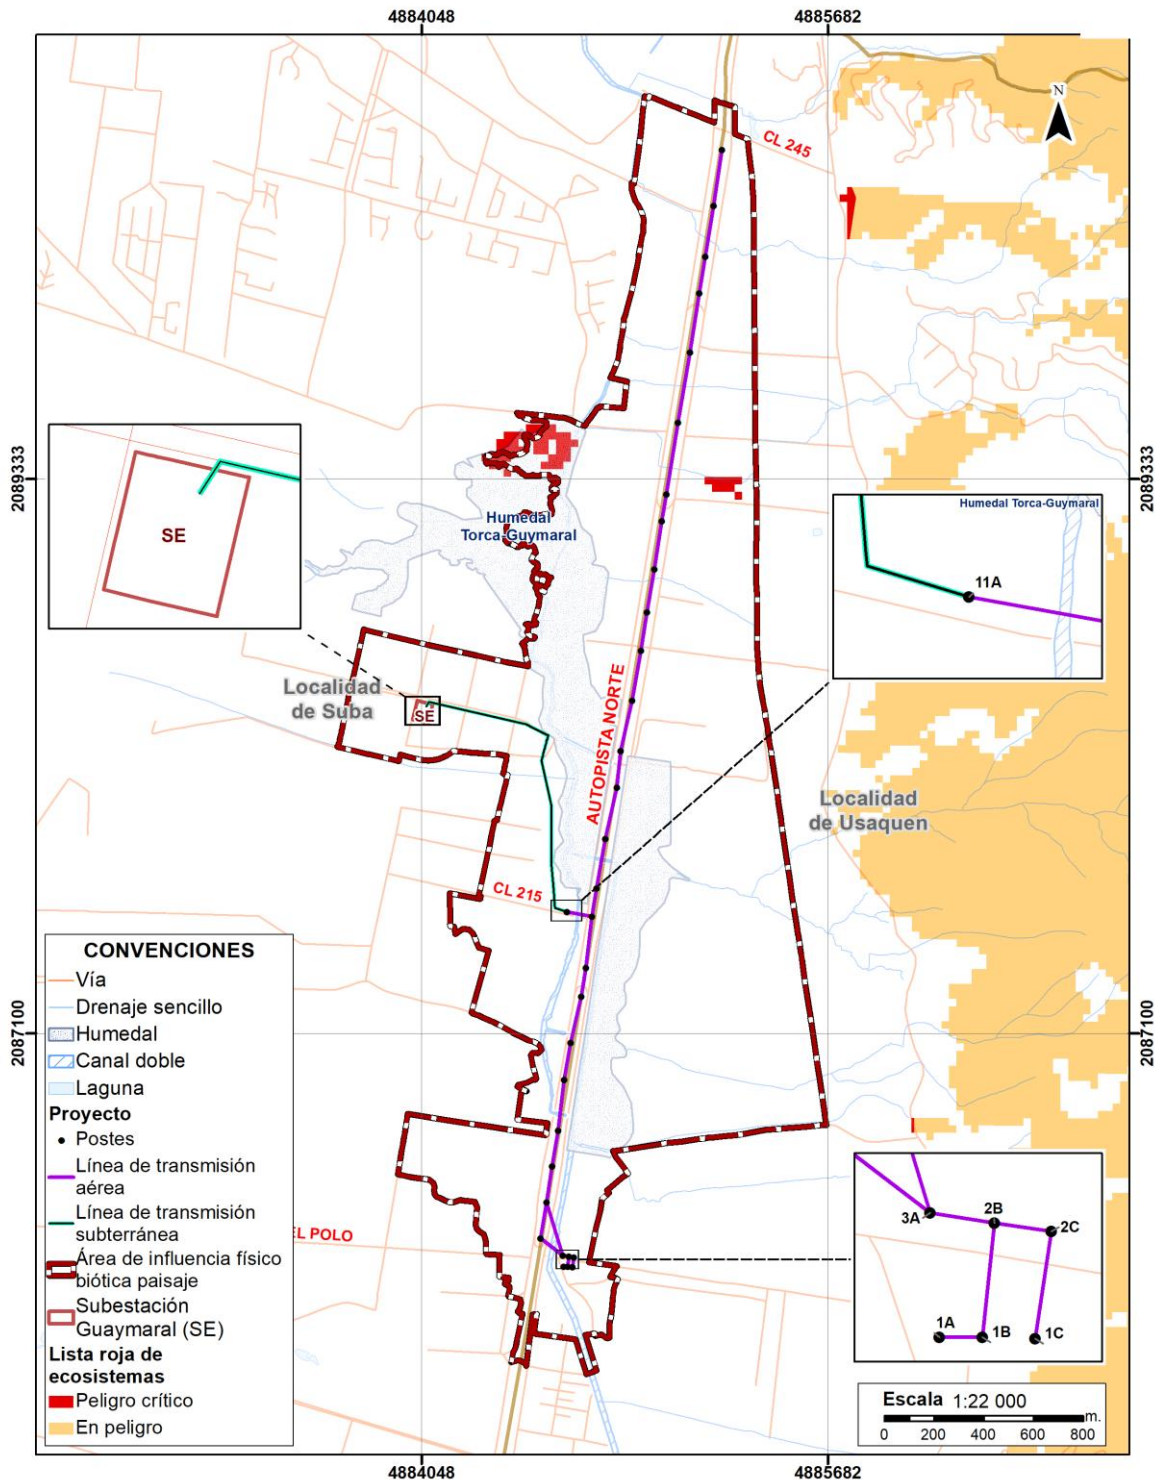 4884048
4885682
N
CL 245
2089333
2089333
SE
Humedal
Torca-Guymaral
Humedal Torca-Guymaral
11A
Localidad
de Suba
SE
AUTOPISTA NORTE
Localidad
de Usaquen
CL 215
2087100
2087100
EL POLO
3A
2B
2C
1A
1B
1C
CONVENCIONES
Vía
Drenaje sencillo
Humedal
Canal doble
Laguna
Proyecto
Postes
Línea de transmisión
aérea
Línea de transmisión
subterránea
Área de influencia físico
biótica paisaje
Subestación
Guaymaral (SE)
Lista roja de
ecosistemas
Peligro crítico
En peligro
Escala 1:22 000
m.
0 200 400 600 800
4884048
4885682